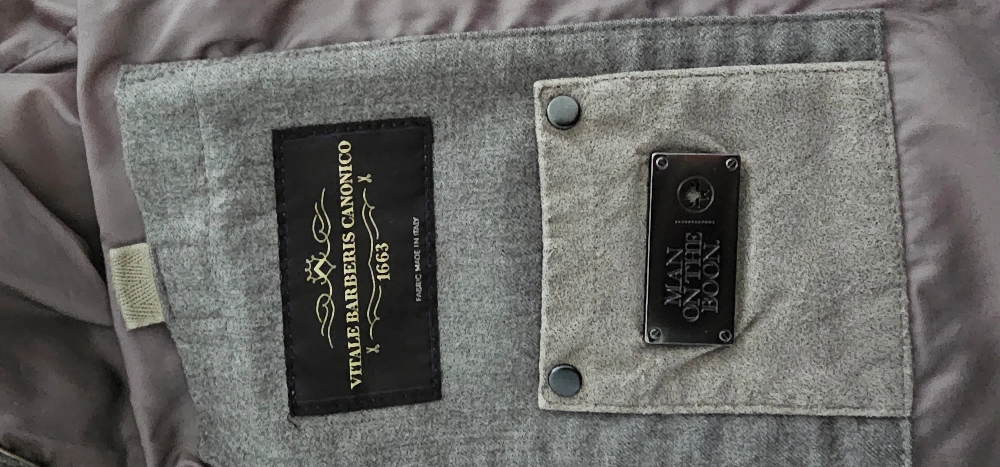 VITALE BARBERIS CANONICO
1663
FABRIC MADE IN ITALY
MAN
ON THE
BOON.